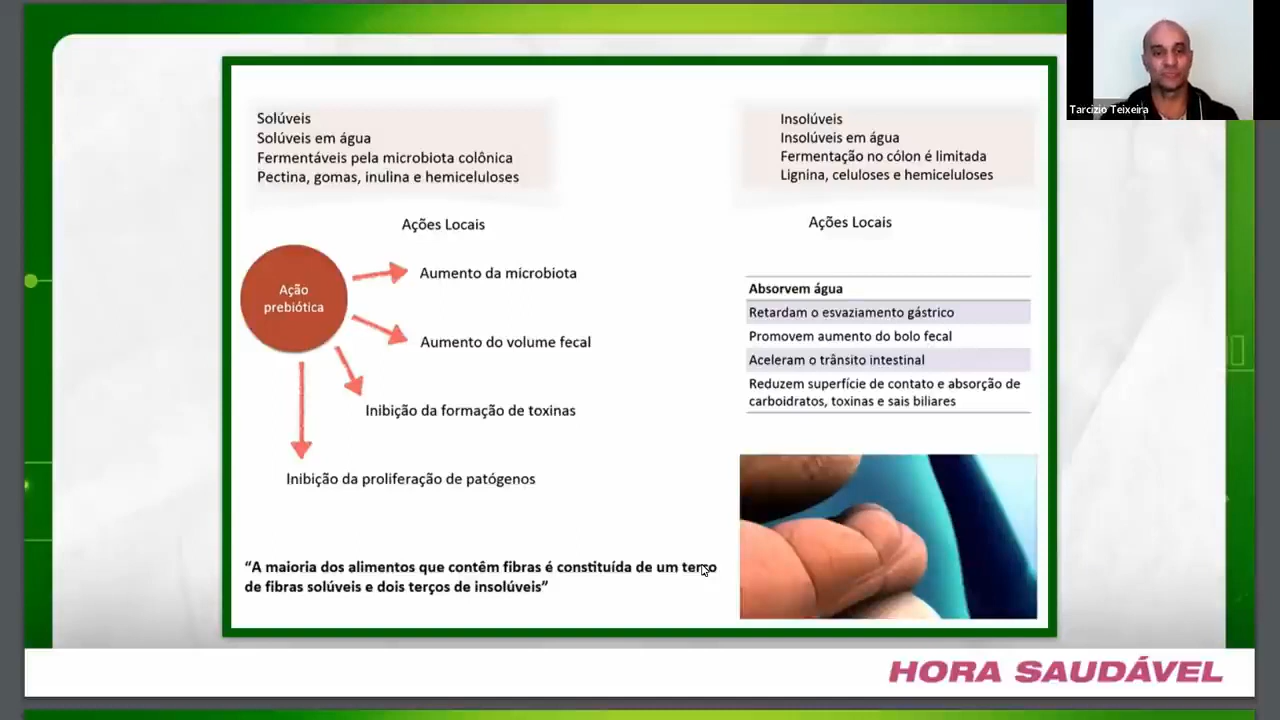 Tarcizio Teixeira
Solúveis
Solúveis em água
Fermentáveis pela microbiota colônica
Pectina, gomas, inulina e hemiceluloses
Ações Locais
Ação
prebiótica
Aumento da microbiota
Aumento do volume fecal
Inibição da formação de toxinas
Inibição da proliferação de patógenos
“A maioria dos alimentos que contêm fibras é constituída de um terço
de fibras solúveis e dois terços de insolúveis”
Insolúveis
Insolúveis em água
Fermentação no cólon é limitada
Lignina, celuloses e hemiceluloses
Ações Locais
Absorvem água
Retardam o esvaziamento gástrico
Promovem aumento do bolo fecal
Aceleram o trânsito intestinal
Reduzem superfície de contato e absorção de
carboidratos, toxinas e sais biliares
HORA SAUDÁVEL